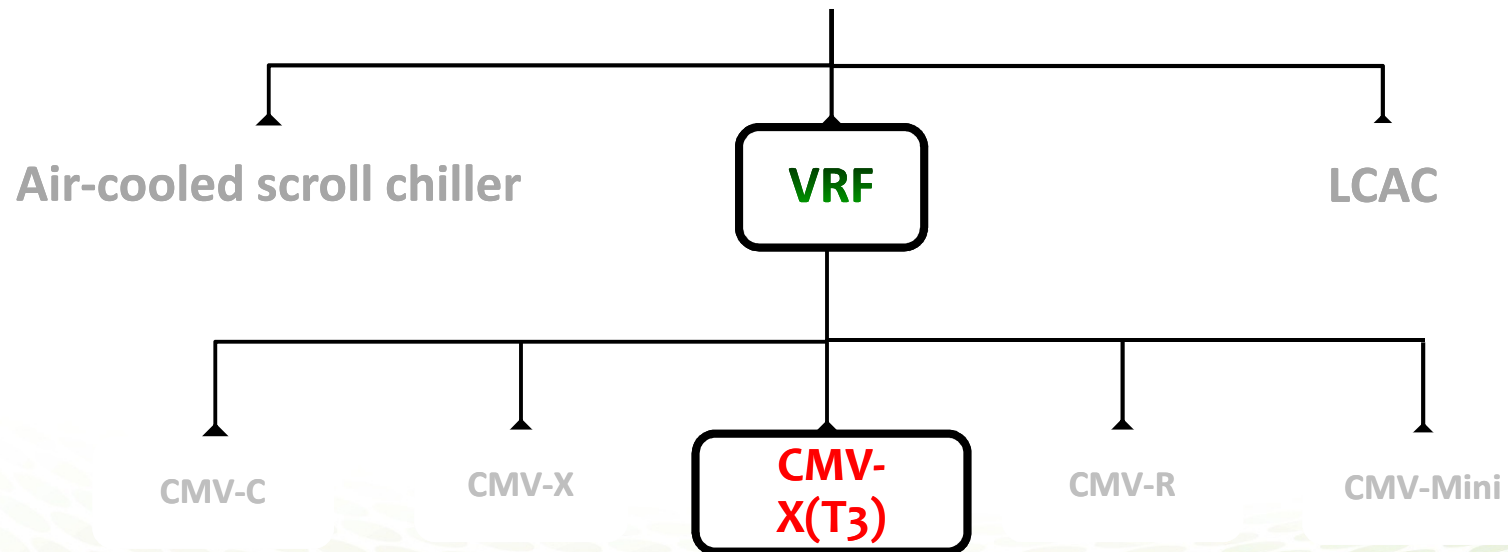 Air-cooled scroll chiller
VRF
LCAC
CMV-C
CMV-X
CMV-
X(T3)
CMV-R
CMV-Mini